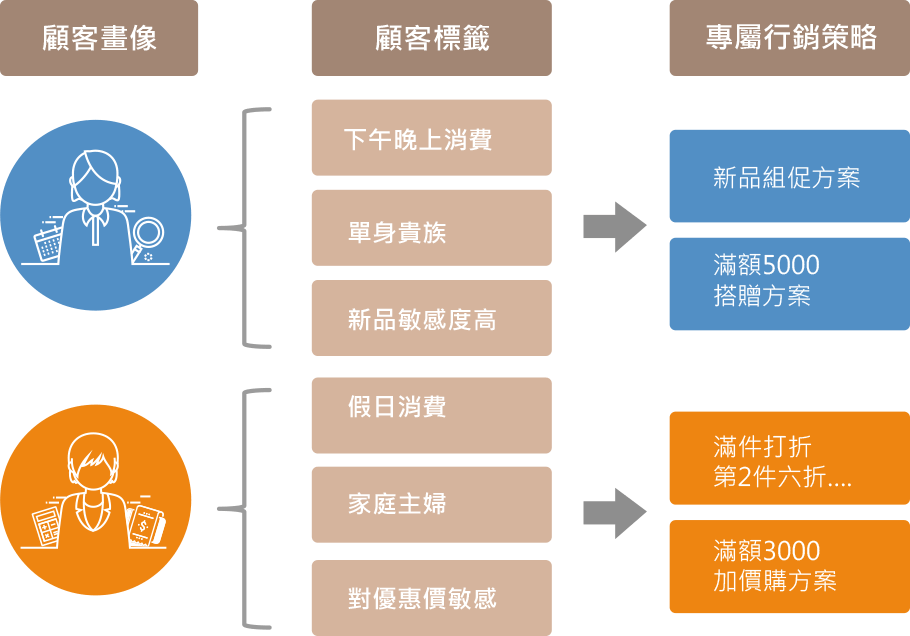 顧客畫像
顧客標籤
專屬行銷策略
下午晚上消費
單身貴族
新品敏感度高
新品組促方案
滿額5000
搭贈方案
假日消費
家庭主婦
對優惠價敏感
滿件打折
第2件六折....
滿額3000
加價購方案